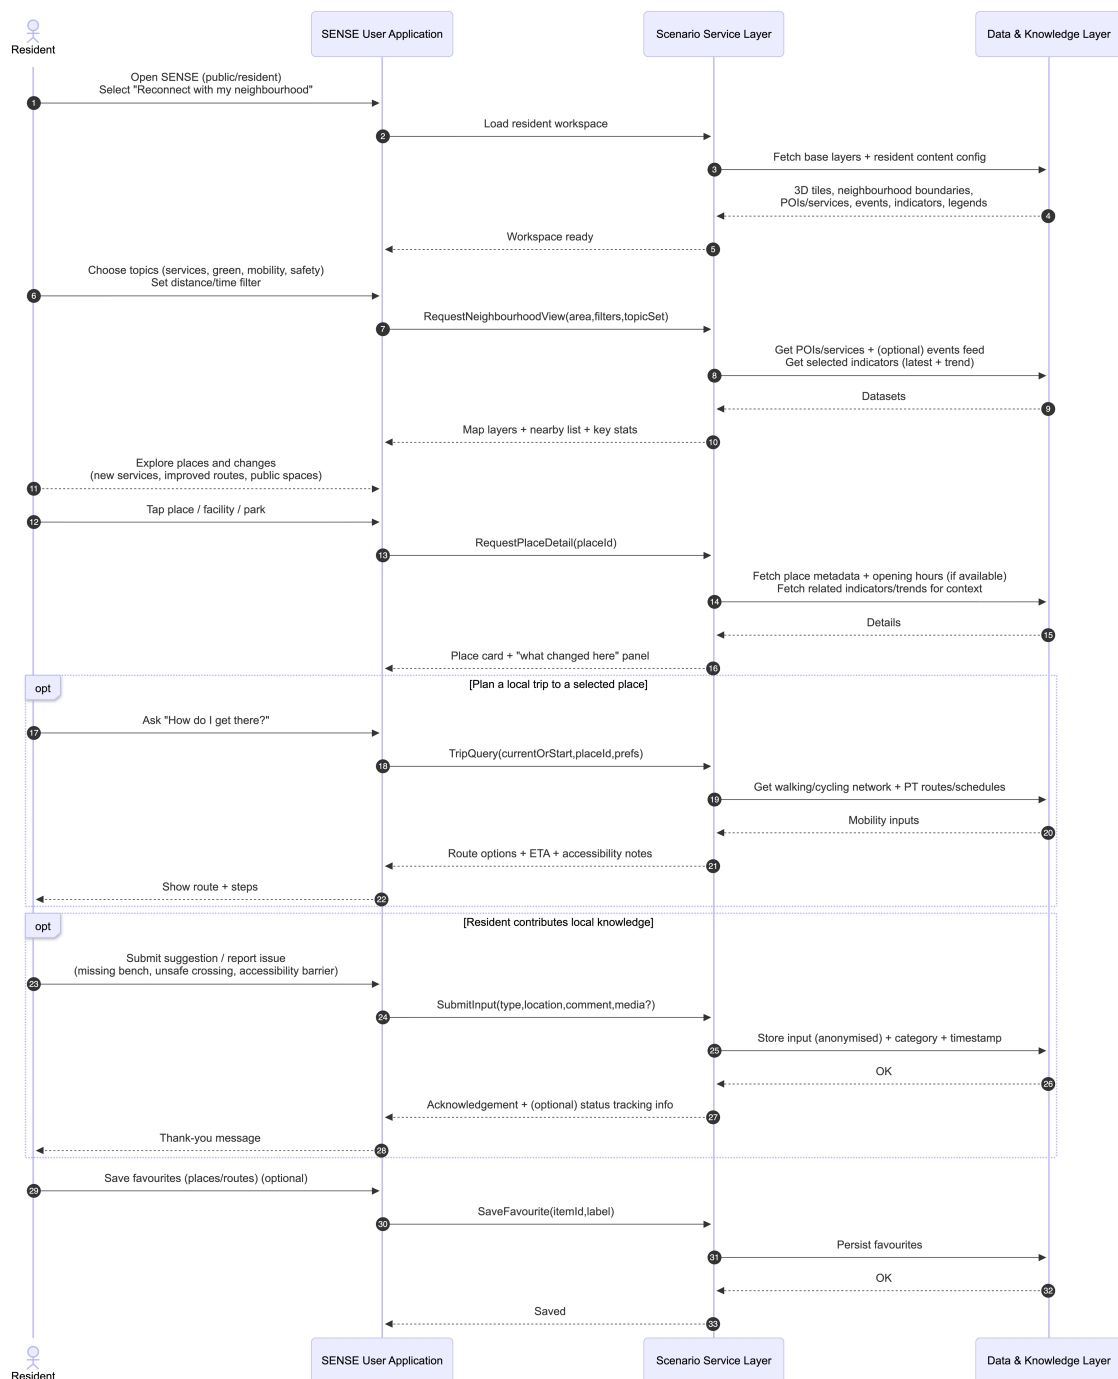 SENSE User Application
Scenario Service Layer
Data & Knowledge Layer
Resident
Open SENSE (public/resident)
Select "Reconnect with my neighbourhood"
1
Load resident workspace
2
Fetch base layers + resident content config
3
3D tiles, neighbourhood boundaries,
POIs/services, events, indicators, legends
4
Workspace ready
5
Choose topics (services, green, mobility, safety)
Set distance/time filter
6
RequestNeighbourhoodView(area,filters,topicSet)
7
Get POIs/services + (optional) events feed
Get selected indicators (latest + trend)
8
Datasets
9
Map layers + nearby list + key stats
10
Explore places and changes
(new services, improved routes, public spaces)
11
Tap place / facility / park
12
RequestPlaceDetail(placeId)
13
Fetch place metadata + opening hours (if available)
Fetch related indicators/trends for context
14
Details
15
Place card + "what changed here" panel
16
opt
[Plan a local trip to a selected place]
Ask "How do I get there?"
17
TripQuery(currentOrStart,placeId,prefs)
18
Get walking/cycling network + PT routes/schedules
19
Mobility inputs
20
Route options + ETA + accessibility notes
21
Show route + steps
22
opt
[Resident contributes local knowledge]
Submit suggestion / report issue
(missing bench, unsafe crossing, accessibility barrier)
23
SubmitInput(type,location,comment,media?)
24
Store input (anonymised) + category + timestamp
25
OK
26
Acknowledgement + (optional) status tracking info
27
Thank-you message
28
Save favourites (places/routes) (optional)
29
SaveFavourite(itemId,label)
30
Persist favourites
31
OK
32
Saved
33
SENSE User Application
Scenario Service Layer
Data & Knowledge Layer
Resident